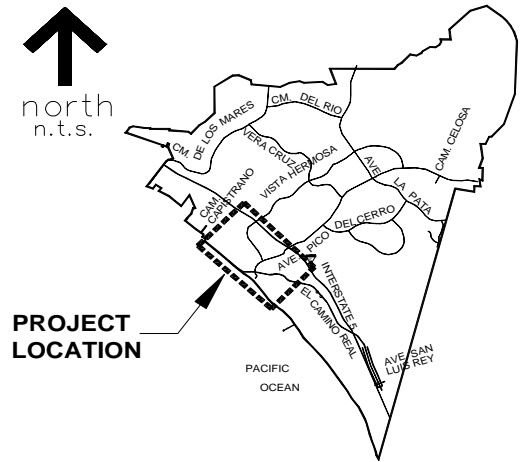 north
n.t.s.
CM. DE LOS MARES
CM. DEL RIO
VERA CRUZ
VISTA HERMOSA
AVE. LA PATA
CAM. CELOSA
CAM.
CAPISTRANO
AVE. PICO
DEL CERRO
INTERSTATE 5
EL CAMINO REAL
AVE. SAN
LUIS REY
PROJECT
LOCATION
PACIFIC
OCEAN